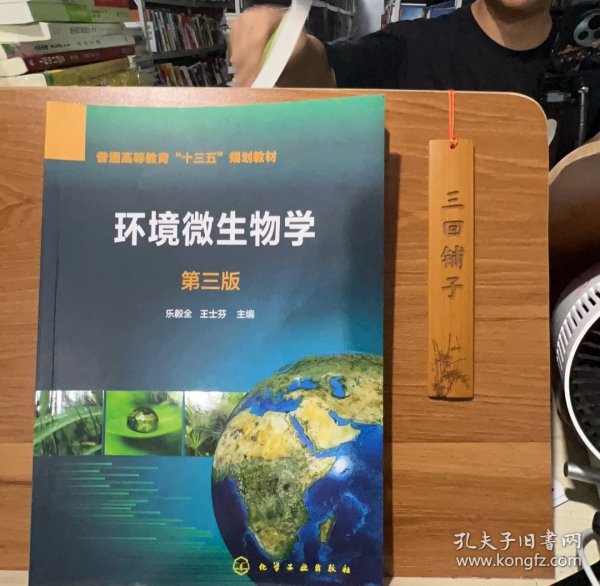 普通高等教育“十三五”规划教材
环境微生物学
第三版
乐毅全 王士芬 主编
化学工业出版社
三回铺子
孔夫子旧书网
www.kongfz.com